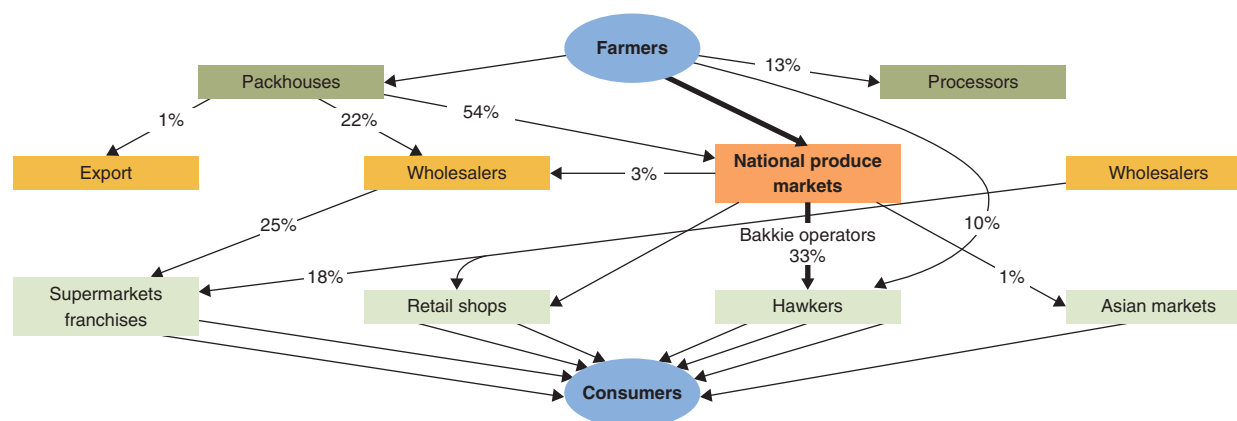 Farmers
13%
Packhouses
Processors
1%
22%
54%
National produce
markets
Export
Wholesalers
3%
Wholesalers
25%
Bakkie operators
33%
10%
18%
1%
Supermarkets
franchises
Retail shops
Hawkers
Asian markets
Consumers